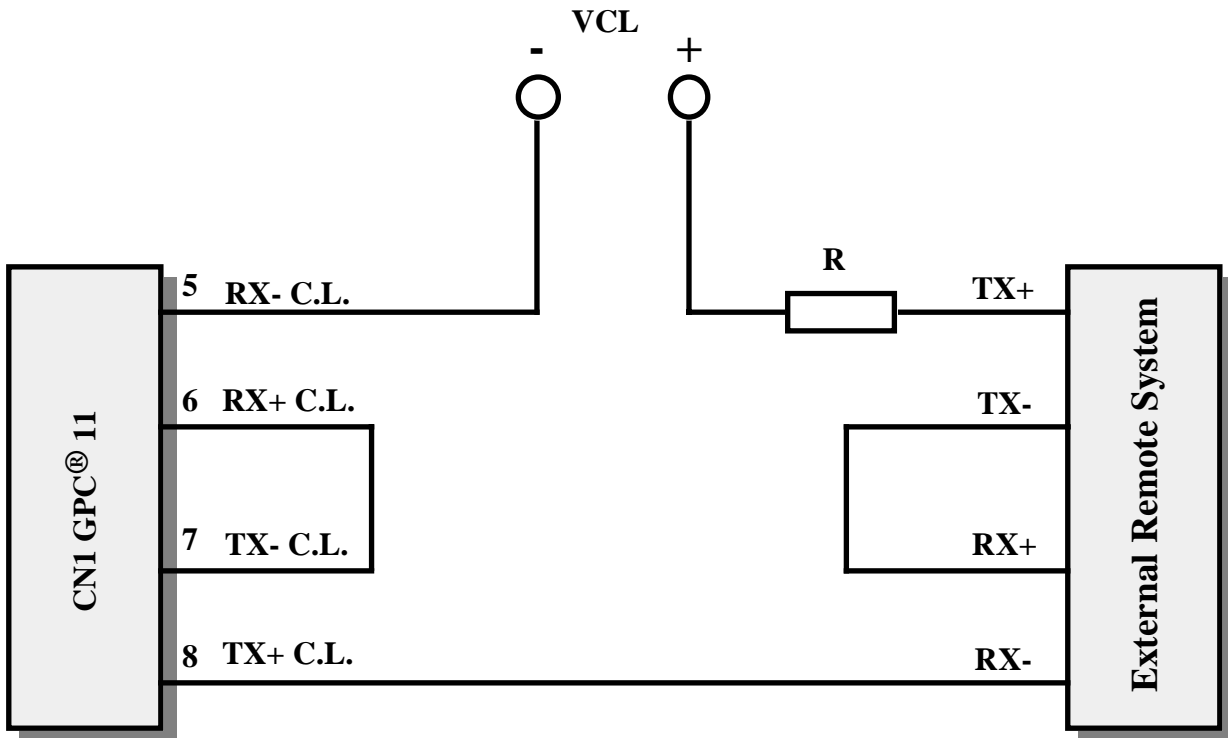 VCL
- +
R
5 RX- C.L.
TX+
6 RX+ C.L.
TX-
7 TX- C.L.
RX+
8 TX+ C.L.
RX-
CN1 GPC® 11
External Remote System